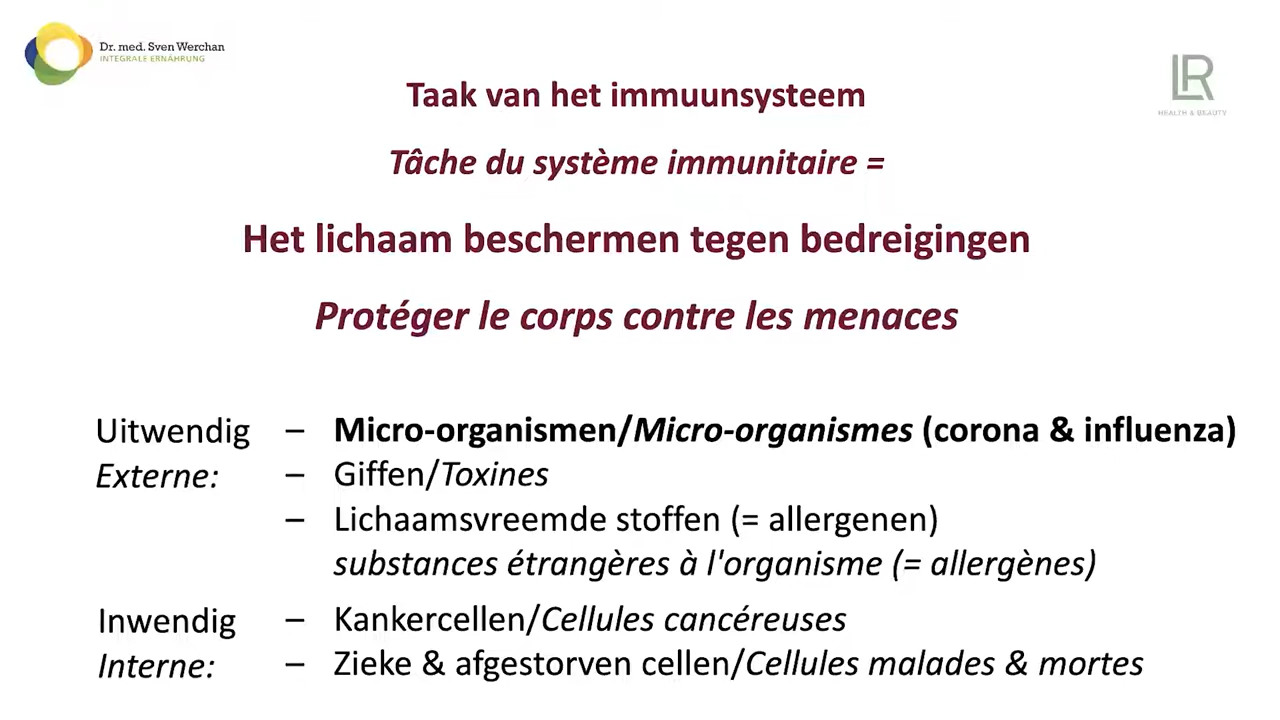 Dr. med. Sven Werchan
INTEGRALE ERNÄHRUNG
LR
HEALTH & BEAUTY
Taak van het immuunsysteem
Tâche du système immunitaire =
Het lichaam beschermen tegen bedreigingen
Protéger le corps contre les menaces
Uitwendig – Micro-organismen/Micro-organismes (corona & influenza)
Externe: – Giffen/Toxines
– Lichaamsvreemde stoffen (= allergenen)
substances étrangères à l'organisme (= allergènes)
Inwendig – Kankercellen/Cellules cancéreuses
Interne: – Zieke & afgestorven cellen/Cellules malades & mortes